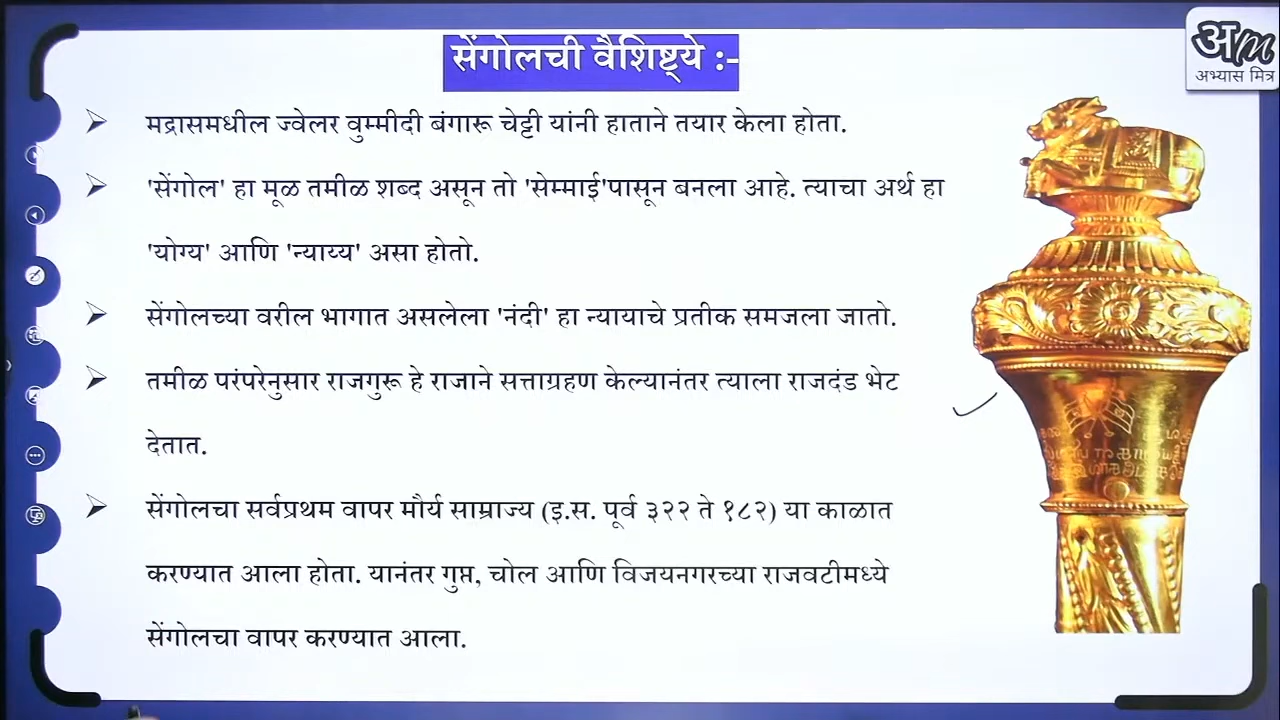 सेंगोलची वैशिष्ट्ये :-
अm
अभ्यास मित्र
➢ मद्रासमधील ज्वेलर वुम्मीदी बंगारू चेट्टी यांनी हाताने तयार केला होता.
➢ 'सेंगोल' हा मूळ तमीळ शब्द असून तो 'सेम्माई'पासून बनला आहे. त्याचा अर्थ हा
'योग्य' आणि 'न्याय्य' असा होतो.
➢ सेंगोलच्या वरील भागात असलेला 'नंदी' हा न्यायाचे प्रतीक समजला जातो.
➢ तमीळ परंपरेनुसार राजगुरू हे राजाने सत्ताग्रहण केल्यानंतर त्याला राजदंड भेट
देतात.
➢ सेंगोलचा सर्वप्रथम वापर मौर्य साम्राज्य (इ.स. पूर्व ३२२ ते १८२) या काळात
करण्यात आला होता. यानंतर गुप्त, चोल आणि विजयनगरच्या राजवटीमध्ये
सेंगोलचा वापर करण्यात आला.